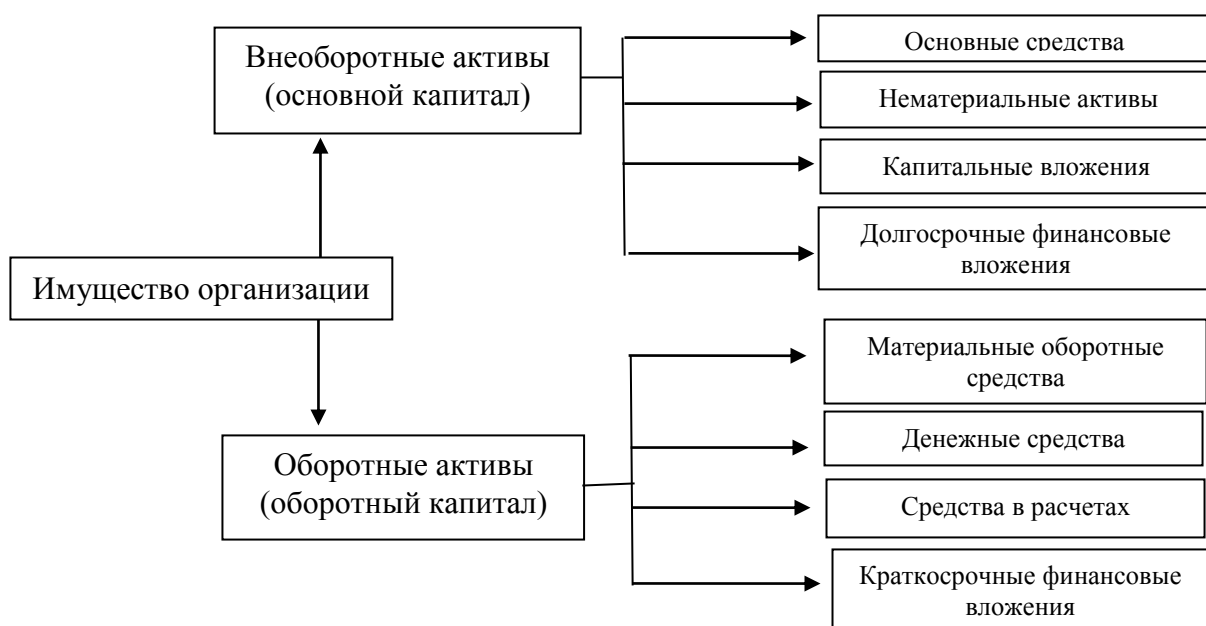 Внеоборотные активы
(основной капитал)
Основные средства
Нематериальные активы
Капитальные вложения
Долгосрочные финансовые
вложения
Имущество организации
Оборотные активы
(оборотный капитал)
Материальные оборотные
средства
Денежные средства
Средства в расчетах
Краткосрочные финансовые
вложения